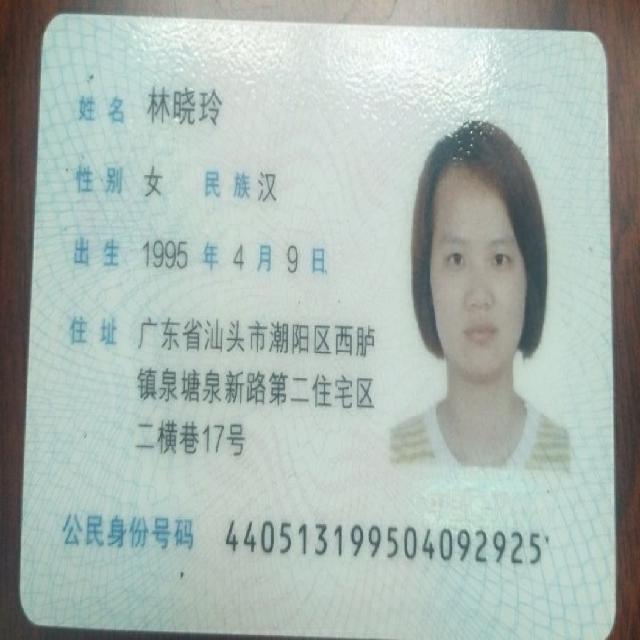 姓名 林晓玲
性别 女 民族 汉
出生 1995 年 4 月 9 日
住址 广东省汕头市潮阳区西胪
镇泉塘泉新路第二住宅区
二横巷17号
公民身份号码 440513199504092925